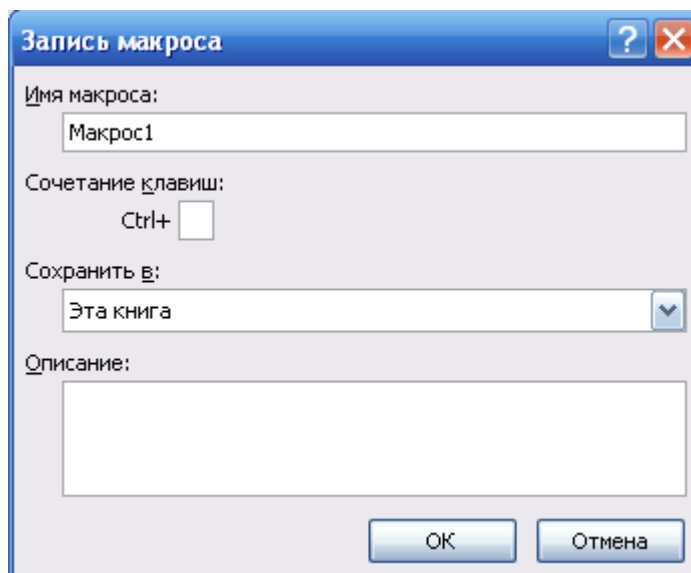 Запись макроса
Имя макроса:
Макрос1
Сочетание клавиш:
Ctrl+
Сохранить в:
Эта книга
Описание:
ОК Отмена